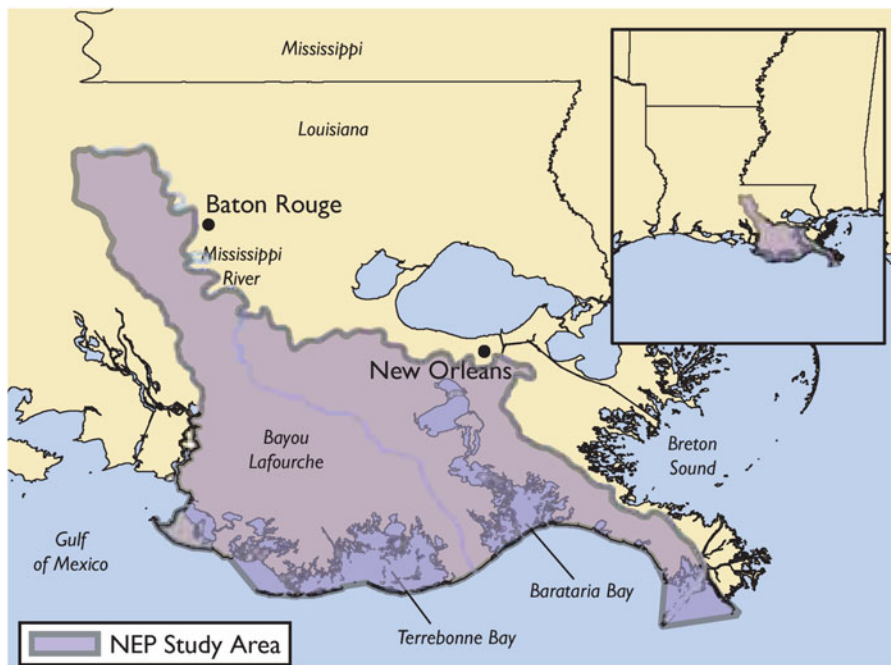 Mississippi
Louisiana
Baton Rouge
Mississippi
River
New Orleans
Bayou
Lafourche
Breton
Sound
Gulf
of Mexico
Barataria Bay
Terrebonne Bay
NEP Study Area